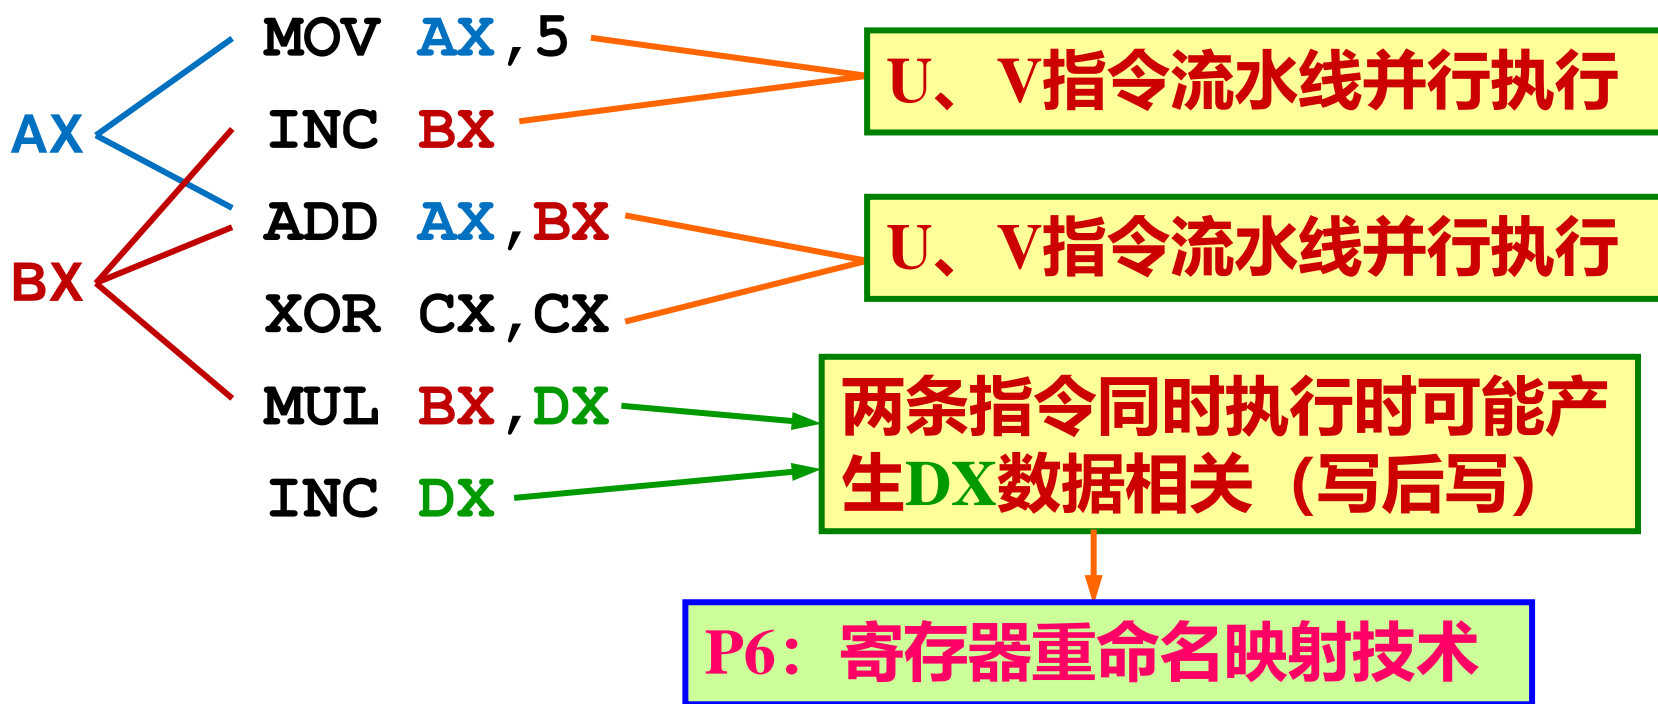 MOV AX,5
U、V指令流水线并行执行
AX
INC BX
ADD AX,BX
U、V指令流水线并行执行
BX
XOR CX,CX
MUL BX,DX
两条指令同时执行时可能产
生DX数据相关（写后写）
INC DX
P6：寄存器重命名映射技术